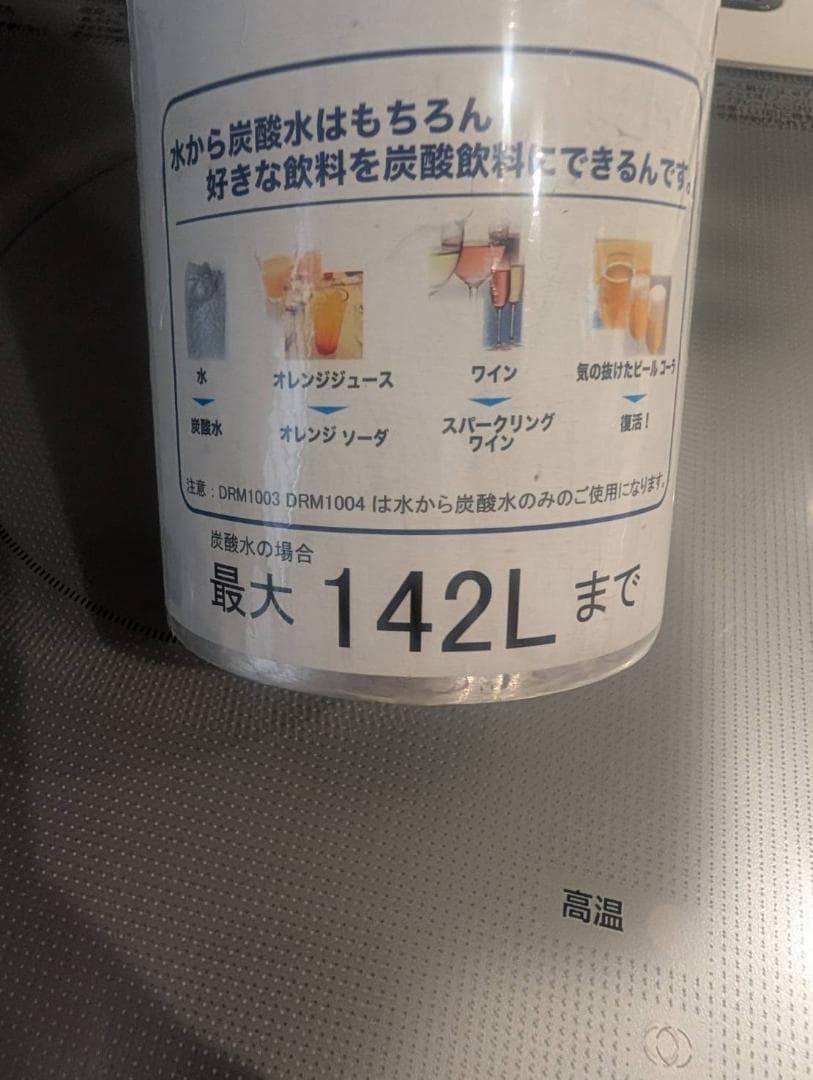 水から炭酸水はもちろん
好きな飲料を炭酸飲料にできるんです。
水
炭酸水
オレンジジュース
オレンジ ソーダ
ワイン
スパークリング
ワイン
気の抜けたビール コーラ
復活！
注意：DRM1003 DRM1004 は水から炭酸水のみのご使用になります。
炭酸水の場合
最大 142L まで
高温